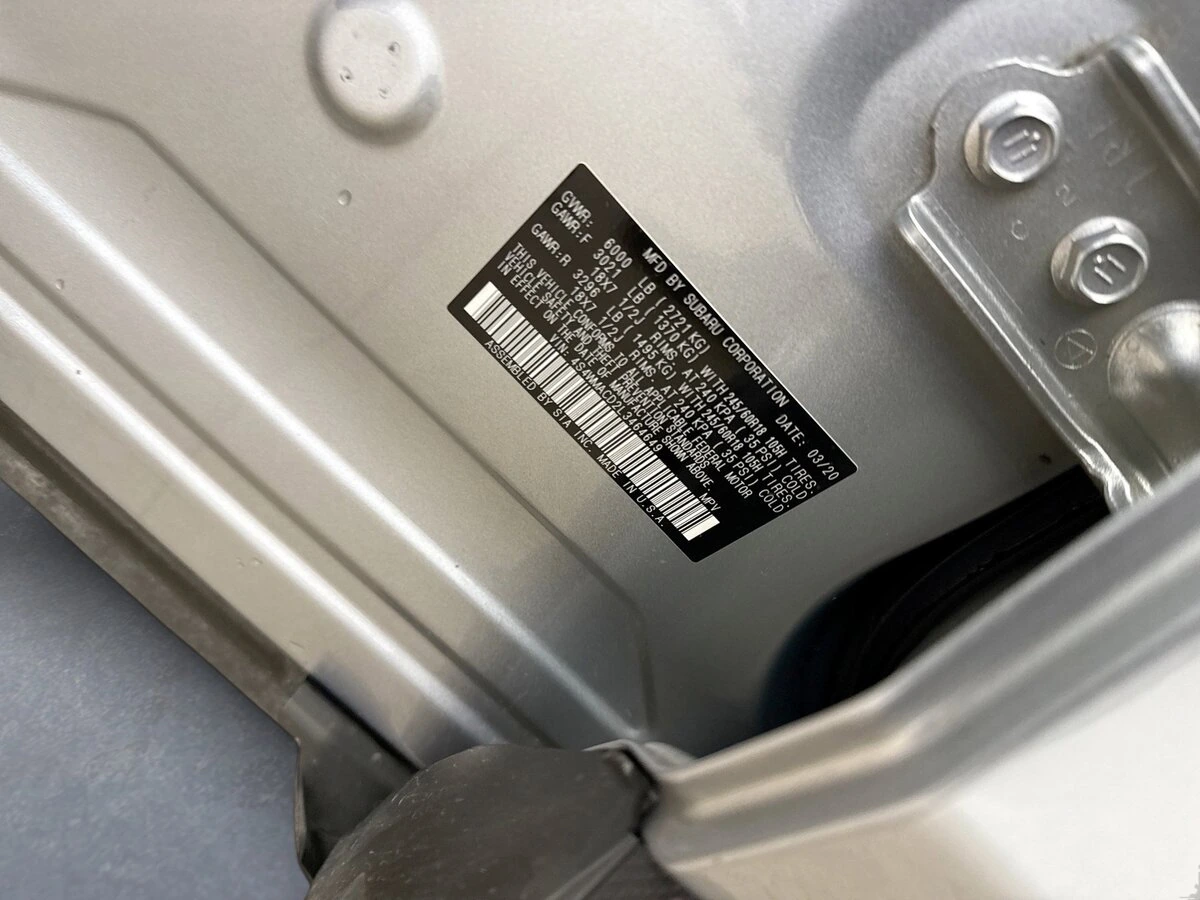 MFD BY SUBARU CORPORATION DATE: 03/20
GVWR: 6000 LB ( 2721KG)
GAWR:F 3021 LB ( 1370 KG) WITH 245/60R18 105H TIRES.
18X7 1/2J RIMS AT 240 KPA ( 35 PSI) COLD
GAWR:R 3296 LB ( 1495 KG) WITH 245/60R18 105H TIRES.
18X7 1/2J RIMS. AT 240 KPA ( 35 PSI) COLD
THIS VEHICLE CONFORMS TO ALL APPLICABLE FEDERAL MOTOR
VEHICLE SAFETY AND THEFT PREVENTION STANDARDS
IN EFFECT ON THE DATE OF MANUFACTURE SHOWN ABOVE.
MPV
ASSEMBLED BY SIA INC. MADE IN U.S.A.